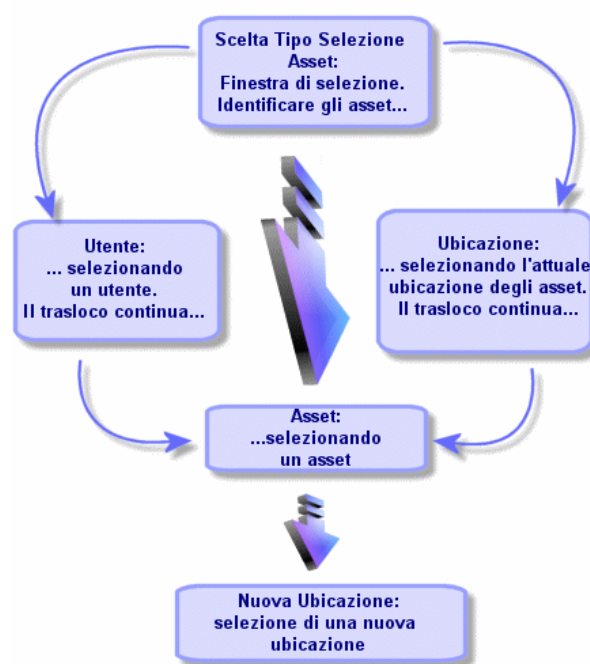 Scelta Tipo Selezione
Asset:
Finestra di selezione.
Identificare gli asset...
Utente:
... selezionando
un utente.
Il trasloco continua...
Ubicazione:
... selezionando l'attuale
ubicazione degli asset.
Il trasloco continua...
Asset:
...selezionando
un asset
Nuova Ubicazione:
selezione di una nuova
ubicazione